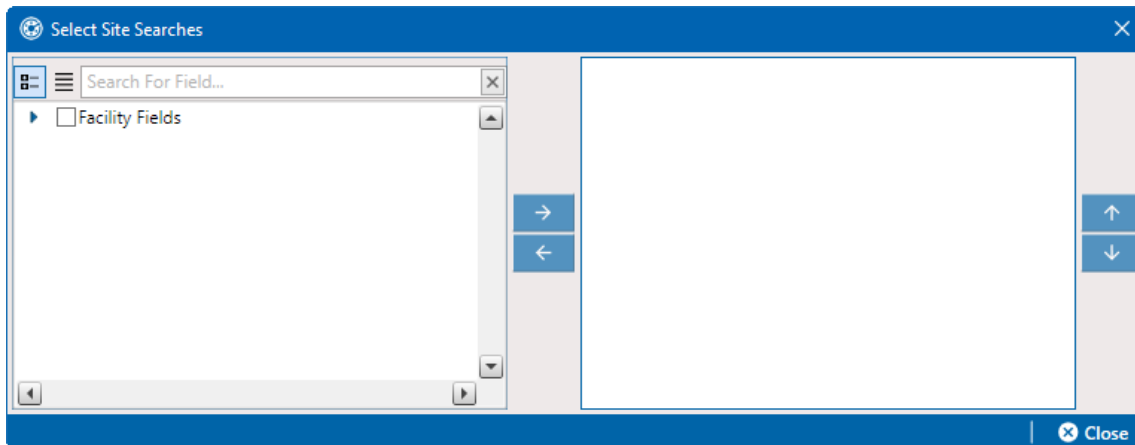 Select Site Searches
Search For Field...
Facility Fields
Close